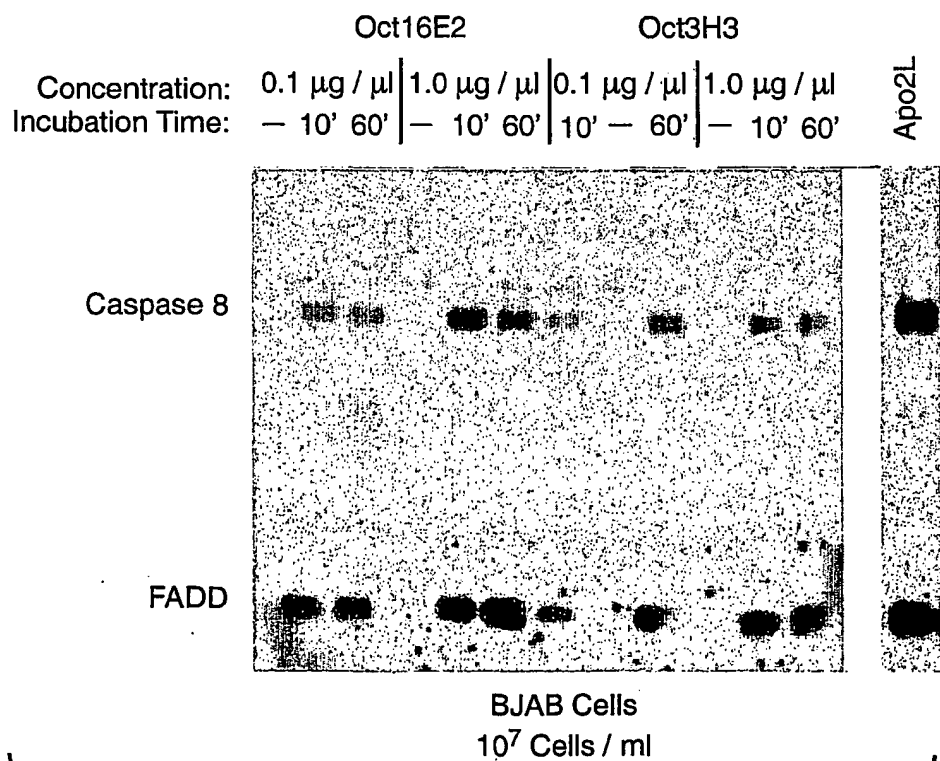 Oct16E2 Oct3H3
Concentration: 0.1 μg / μl 1.0 μg / μl 0.1 μg / μl 1.0 μg / μl Apo2L
Incubation Time: — 10' 60' — 10' 60' 10' — 60' — 10' 60'
Caspase 8
FADD
BJAB Cells
10⁷ Cells / ml